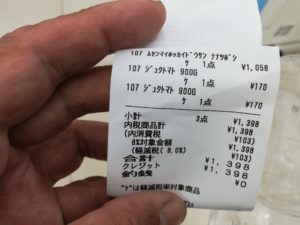 107 ムセンマイホッカイドウサン ナナツボシ
ケ 1点 ¥1,058
107 ジュクトマト 900G
ケ 1点 ¥170
107 ジュクトマト 900G
ケ 1点 ¥170
小計 3点 ¥1,398
内税商品計 ¥1,398
(内消費税 ¥103)
8%対象金額 ¥1,398
(軽減税( 8.0%) ¥103)
合計 ¥1,398
クレジット ¥1,398
釣銭 ¥0
"ケ"は軽減税率対象商品